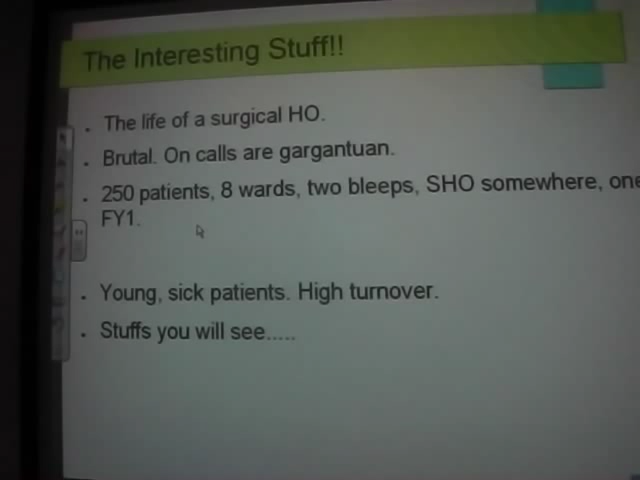 The Interesting Stuff!!
. The life of a surgical HO.
. Brutal. On calls are gargantuan.
. 250 patients, 8 wards, two bleeps, SHO somewhere, one
FY1.
. Young, sick patients. High turnover.
. Stuffs you will see.....